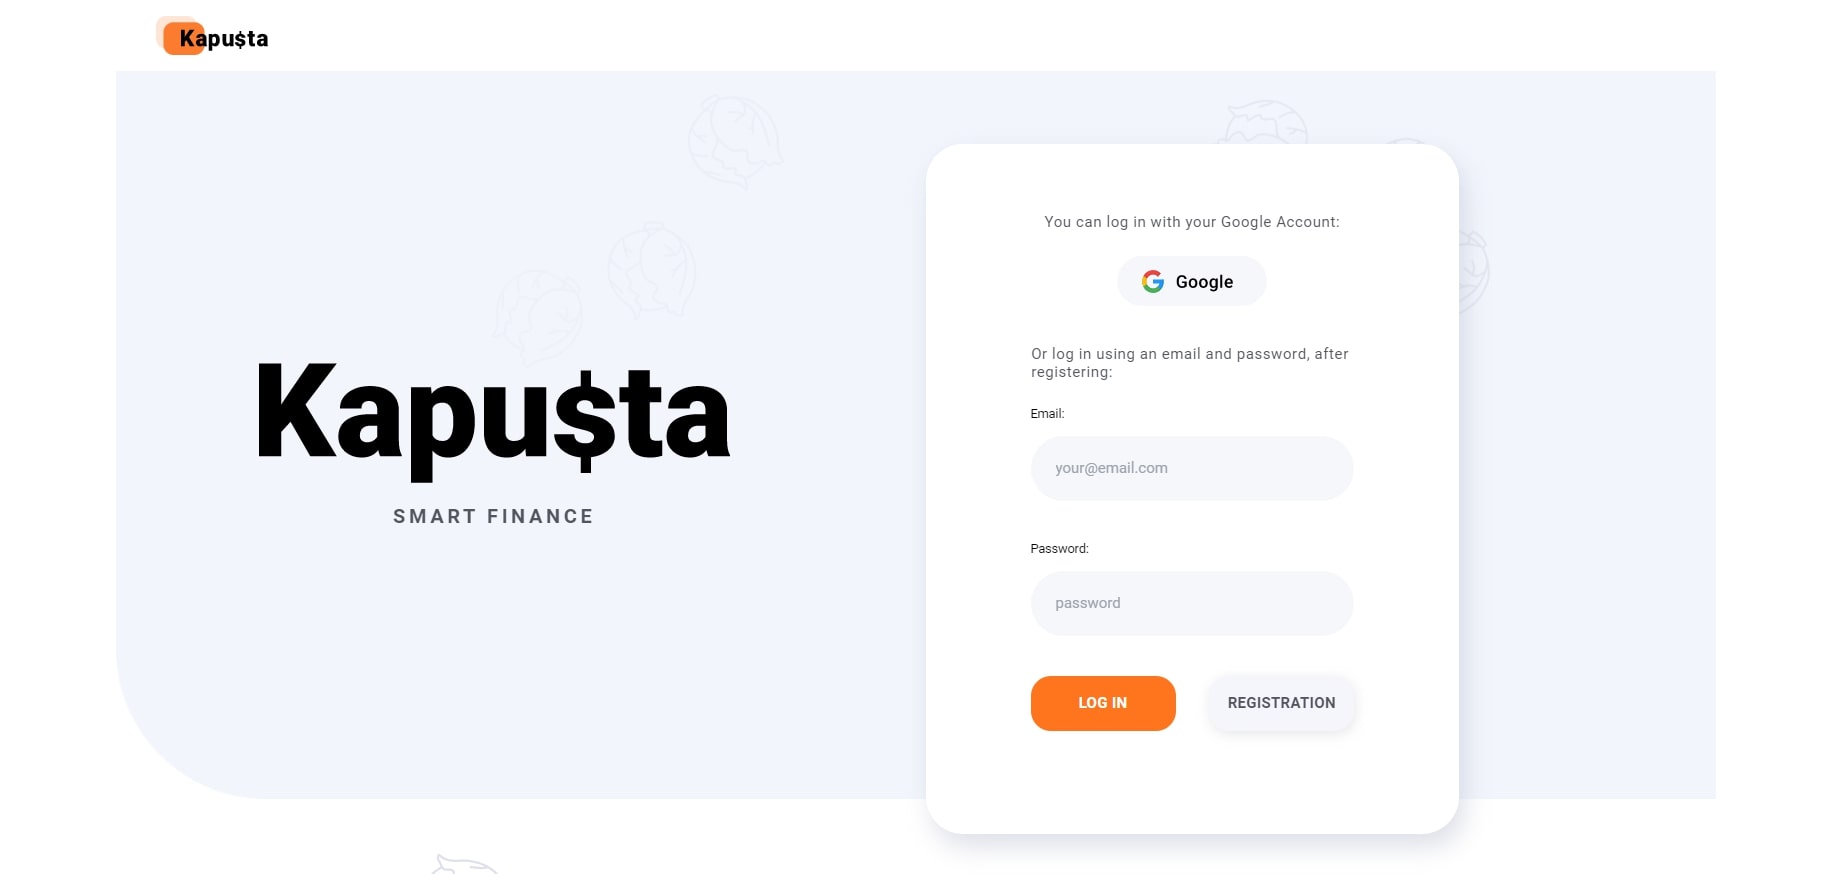 Kapu$ta
You can log in with your Google Account:
Google
Or log in using an email and password, after
registering:
Kapu$ta
SMART FINANCE
Email:
your@email.com
Password:
password
LOG IN
REGISTRATION